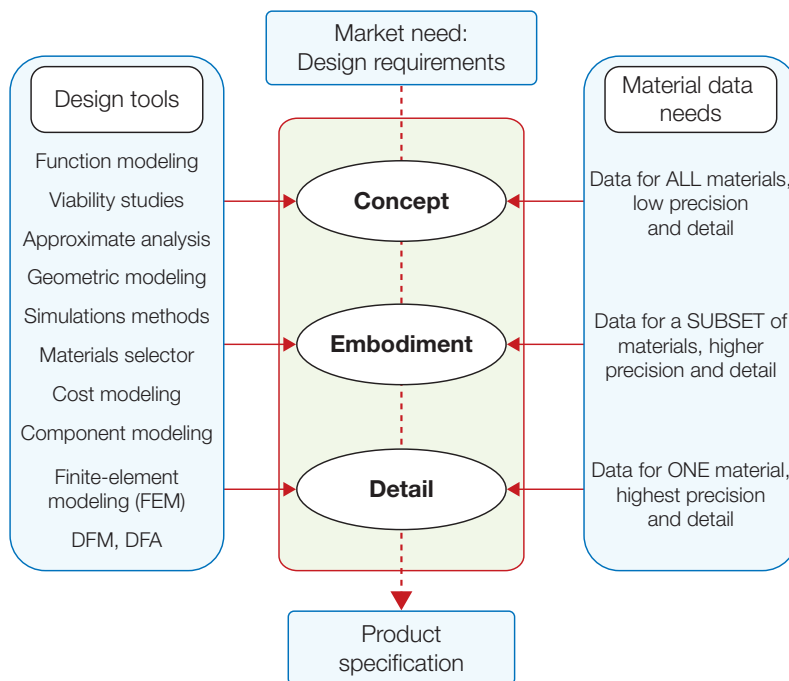 Market need:
Design requirements
Design tools
Function modeling
Viability studies
Approximate analysis
Geometric modeling
Simulations methods
Materials selector
Cost modeling
Component modeling
Finite-element
modeling (FEM)
DFM, DFA
Concept
Embodiment
Detail
Material data
needs
Data for ALL materials,
low precision
and detail
Data for a SUBSET of
materials, higher
precision and detail
Data for ONE material,
highest precision
and detail
Product
specification